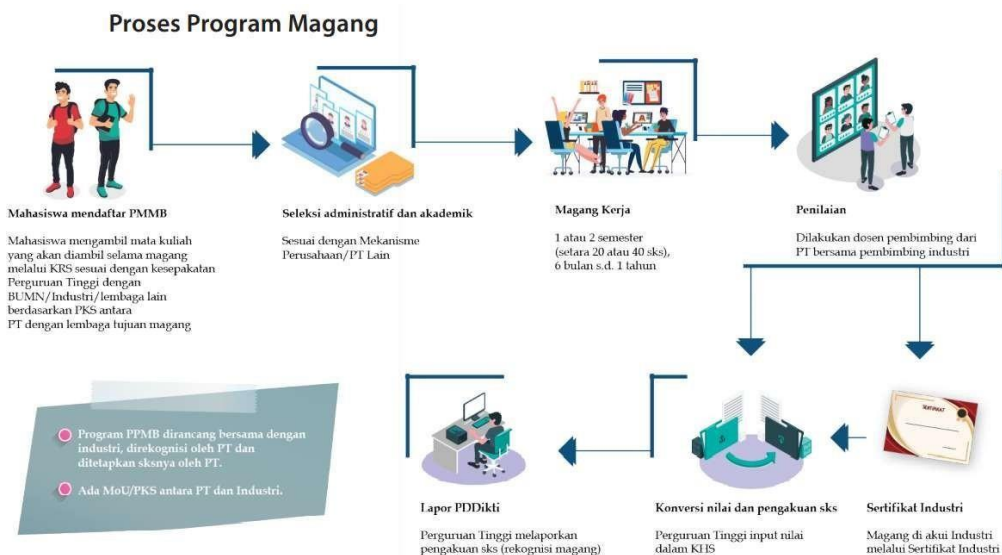 Proses Program Magang
Mahasiswa mendaftar PMMB
Mahasiswa mengambil mata kuliah
yang akan diambil selama magang
melalui KRS sesuai dengan kesepakatan
Perguruan Tinggi dengan
BUMN/Industri/lembaga lain
berdasarkan PKS antara
PT dengan lembaga tujuan magang
Seleksi administratif dan akademik
Sesuai dengan Mekanisme
Perusahaan/PT Lain
Magang Kerja
1 atau 2 semester
(setara 20 atau 40 sks),
6 bulan s.d. 1 tahun
Penilaian
Dilakukan dosen pembimbing dari
PT bersama pembimbing industri
Program PPMB dirancang bersama dengan
industri, direkognisi oleh PT dan
ditetapkan sksnya oleh PT.
Ada MoU/PKS antara PT dan Industri.
Lapor PDDikti
Perguruan Tinggi melaporkan
pengakuan sks (rekognisi magang)
Konversi nilai dan pengakuan sks
Perguruan Tinggi input nilai
dalam KHS
SERTIFIKAT
Sertifikat Industri
Magang di akui Industri
melalui Sertifikat Industri